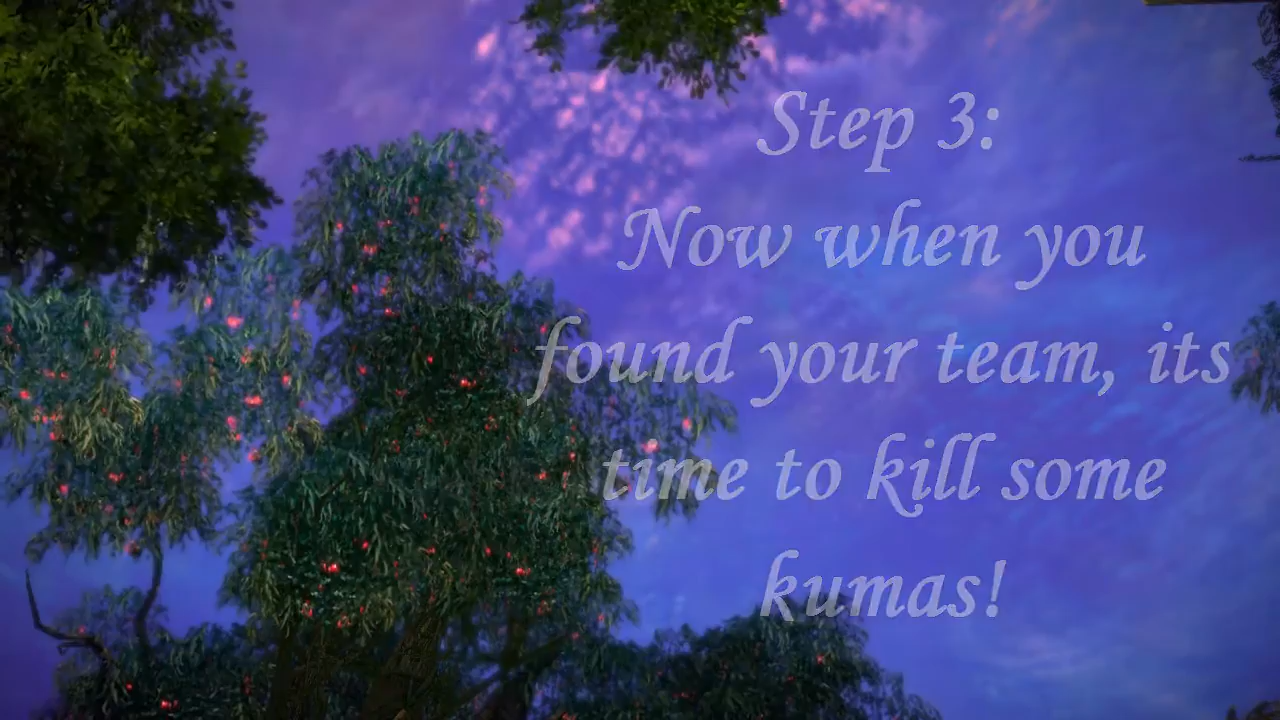 Step 3:
Now when you
found your team, its
time to kill some
kumas!